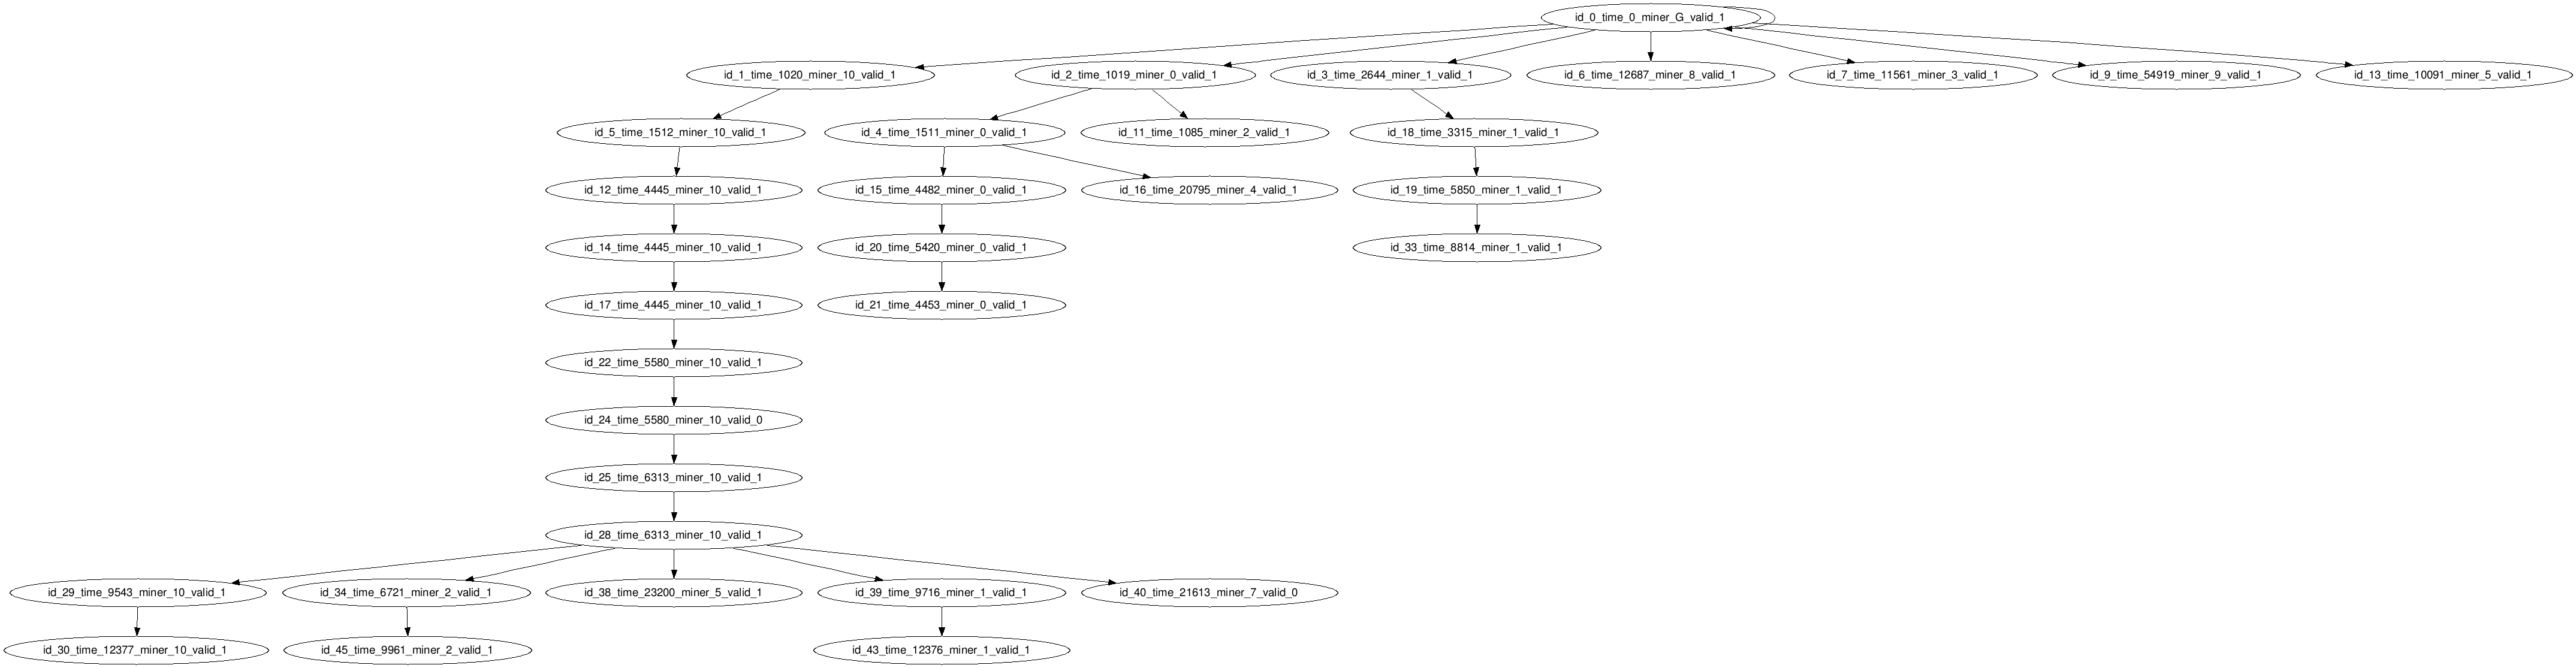 id_0_time_0_miner_G_valid_1
id_1_time_1020_miner_10_valid_1
id_2_time_1019_miner_0_valid_1
id_3_time_2644_miner_1_valid_1
id_6_time_12687_miner_8_valid_1
id_7_time_11561_miner_3_valid_1
id_9_time_54919_miner_9_valid_1
id_13_time_10091_miner_5_valid_1
id_5_time_1512_miner_10_valid_1
id_4_time_1511_miner_0_valid_1
id_11_time_1085_miner_2_valid_1
id_18_time_3315_miner_1_valid_1
id_12_time_4445_miner_10_valid_1
id_15_time_4482_miner_0_valid_1
id_16_time_20795_miner_4_valid_1
id_19_time_5850_miner_1_valid_1
id_14_time_4445_miner_10_valid_1
id_20_time_5420_miner_0_valid_1
id_33_time_8814_miner_1_valid_1
id_17_time_4445_miner_10_valid_1
id_21_time_4453_miner_0_valid_1
id_22_time_5580_miner_10_valid_1
id_24_time_5580_miner_10_valid_0
id_25_time_6313_miner_10_valid_1
id_28_time_6313_miner_10_valid_1
id_29_time_9543_miner_10_valid_1
id_34_time_6721_miner_2_valid_1
id_38_time_23200_miner_5_valid_1
id_39_time_9716_miner_1_valid_1
id_40_time_21613_miner_7_valid_0
id_30_time_12377_miner_10_valid_1
id_45_time_9961_miner_2_valid_1
id_43_time_12376_miner_1_valid_1